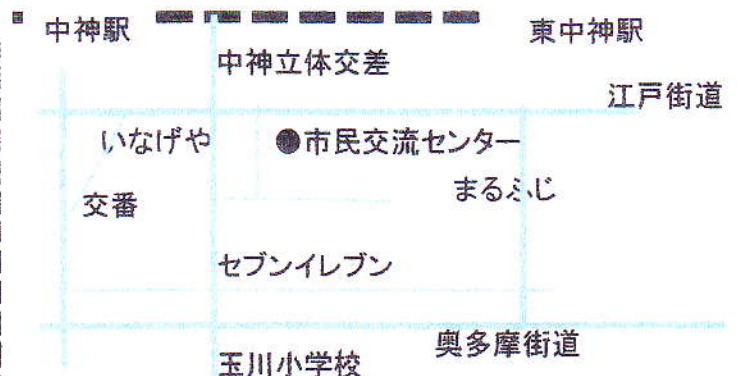 中神駅
東中神駅
中神立体交差
江戸街道
いなげや
●市民交流センター
まるふじ
交番
セブンイレブン
奥多摩街道
玉川小学校